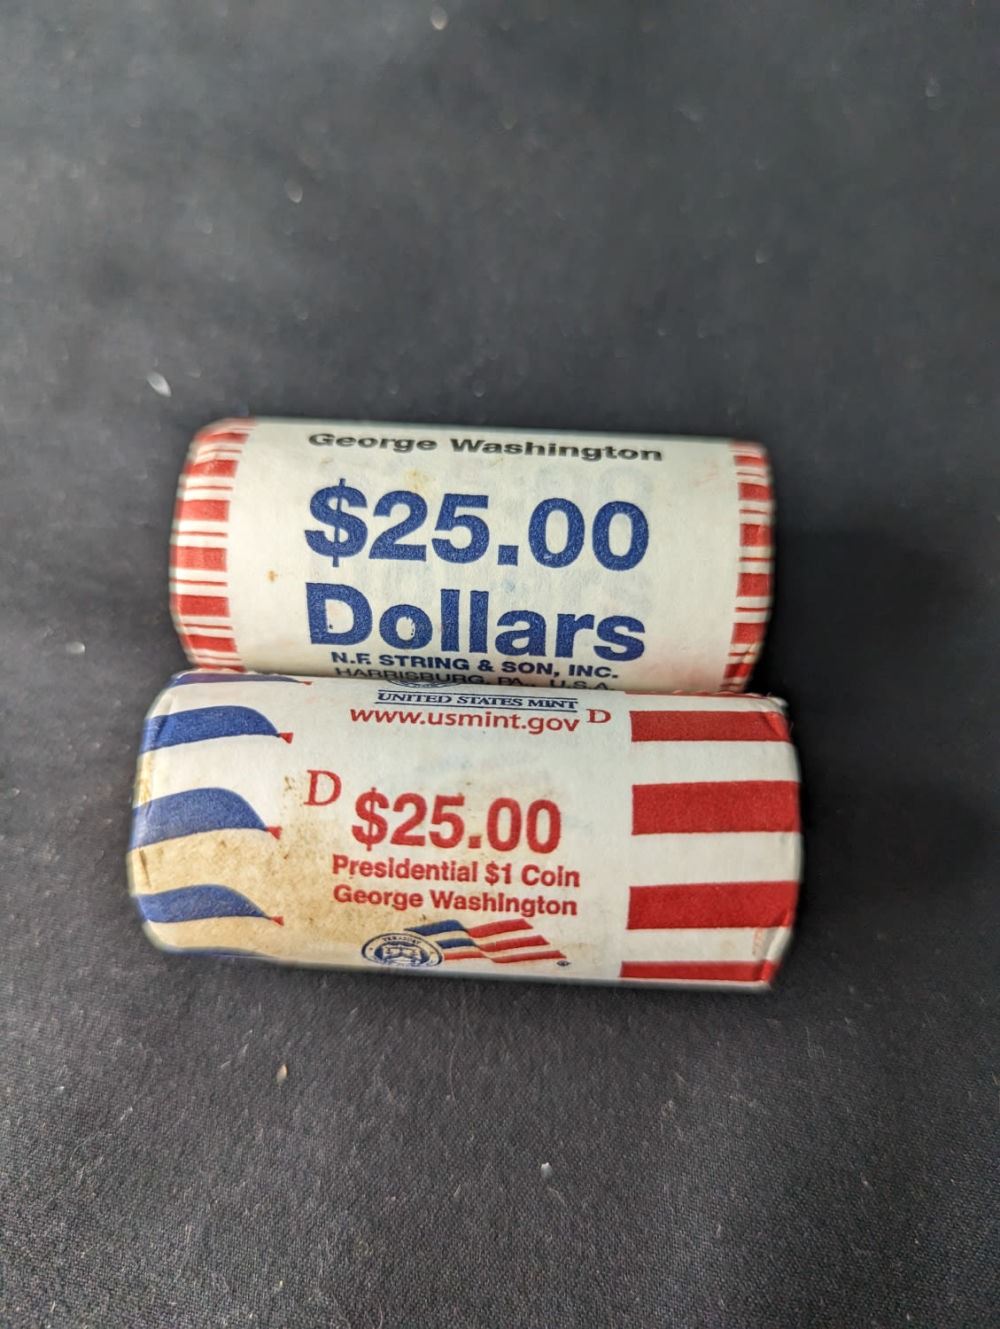 George Washington
$25.00
Dollars
N.F. STRING & SON, INC.
HARRISBURG, PA., U.S.A.
UNITED STATES MINT
www.usmint.gov D
D $25.00
Presidential $1 Coin
George Washington